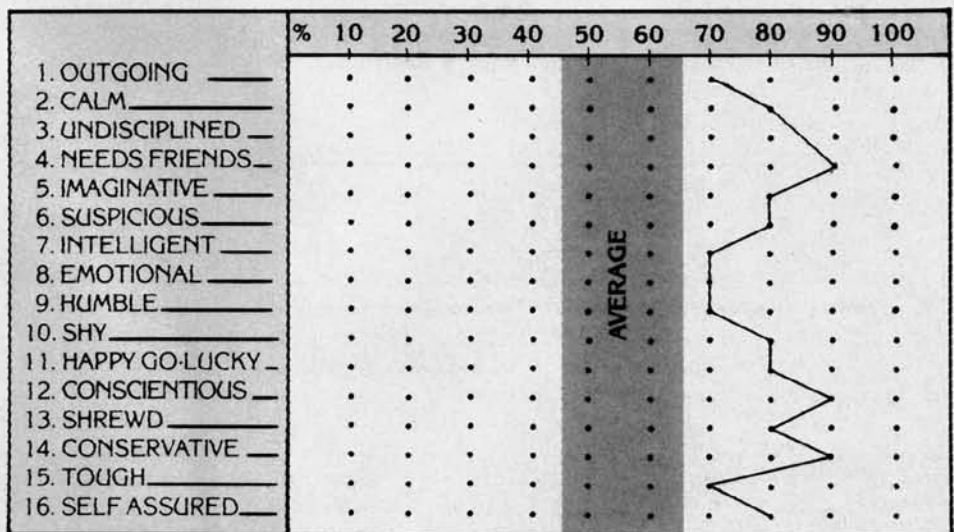 % 10 20 30 40 50 60 70 80 90 100
1. OUTGOING
2. CALM
3. UNDISCIPLINED
4. NEEDS FRIENDS
5. IMAGINATIVE
6. SUSPICIOUS
7. INTELLIGENT
8. EMOTIONAL
9. HUMBLE
10. SHY
11. HAPPY GO-LUCKY
12. CONSCIENTIOUS
13. SHREWD
14. CONSERVATIVE
15. TOUGH
16. SELF ASSURED
AVERAGE